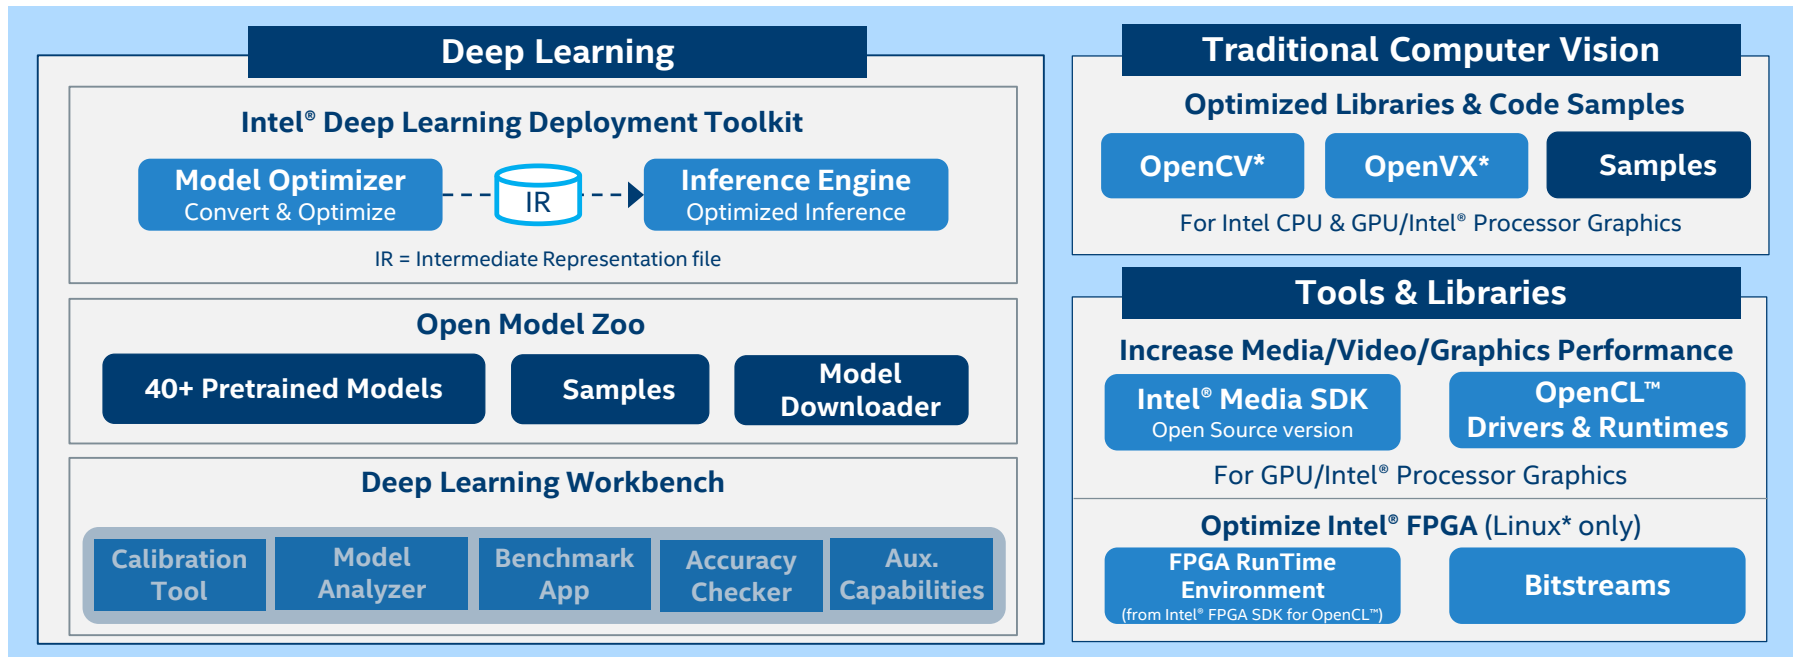 Deep Learning
Intel® Deep Learning Deployment Toolkit
Model Optimizer
Convert & Optimize
IR
Inference Engine
Optimized Inference
IR = Intermediate Representation file
Open Model Zoo
40+ Pretrained Models
Samples
Model
Downloader
Deep Learning Workbench
Calibration
Tool
Model
Analyzer
Benchmark
App
Accuracy
Checker
Aux.
Capabilities
Traditional Computer Vision
Optimized Libraries & Code Samples
OpenCV*
OpenVX*
Samples
For Intel CPU & GPU/Intel® Processor Graphics
Tools & Libraries
Increase Media/Video/Graphics Performance
Intel® Media SDK
Open Source version
OpenCL™
Drivers & Runtimes
For GPU/Intel® Processor Graphics
Optimize Intel® FPGA (Linux* only)
FPGA RunTime
Environment
(from Intel® FPGA SDK for OpenCL™)
Bitstreams